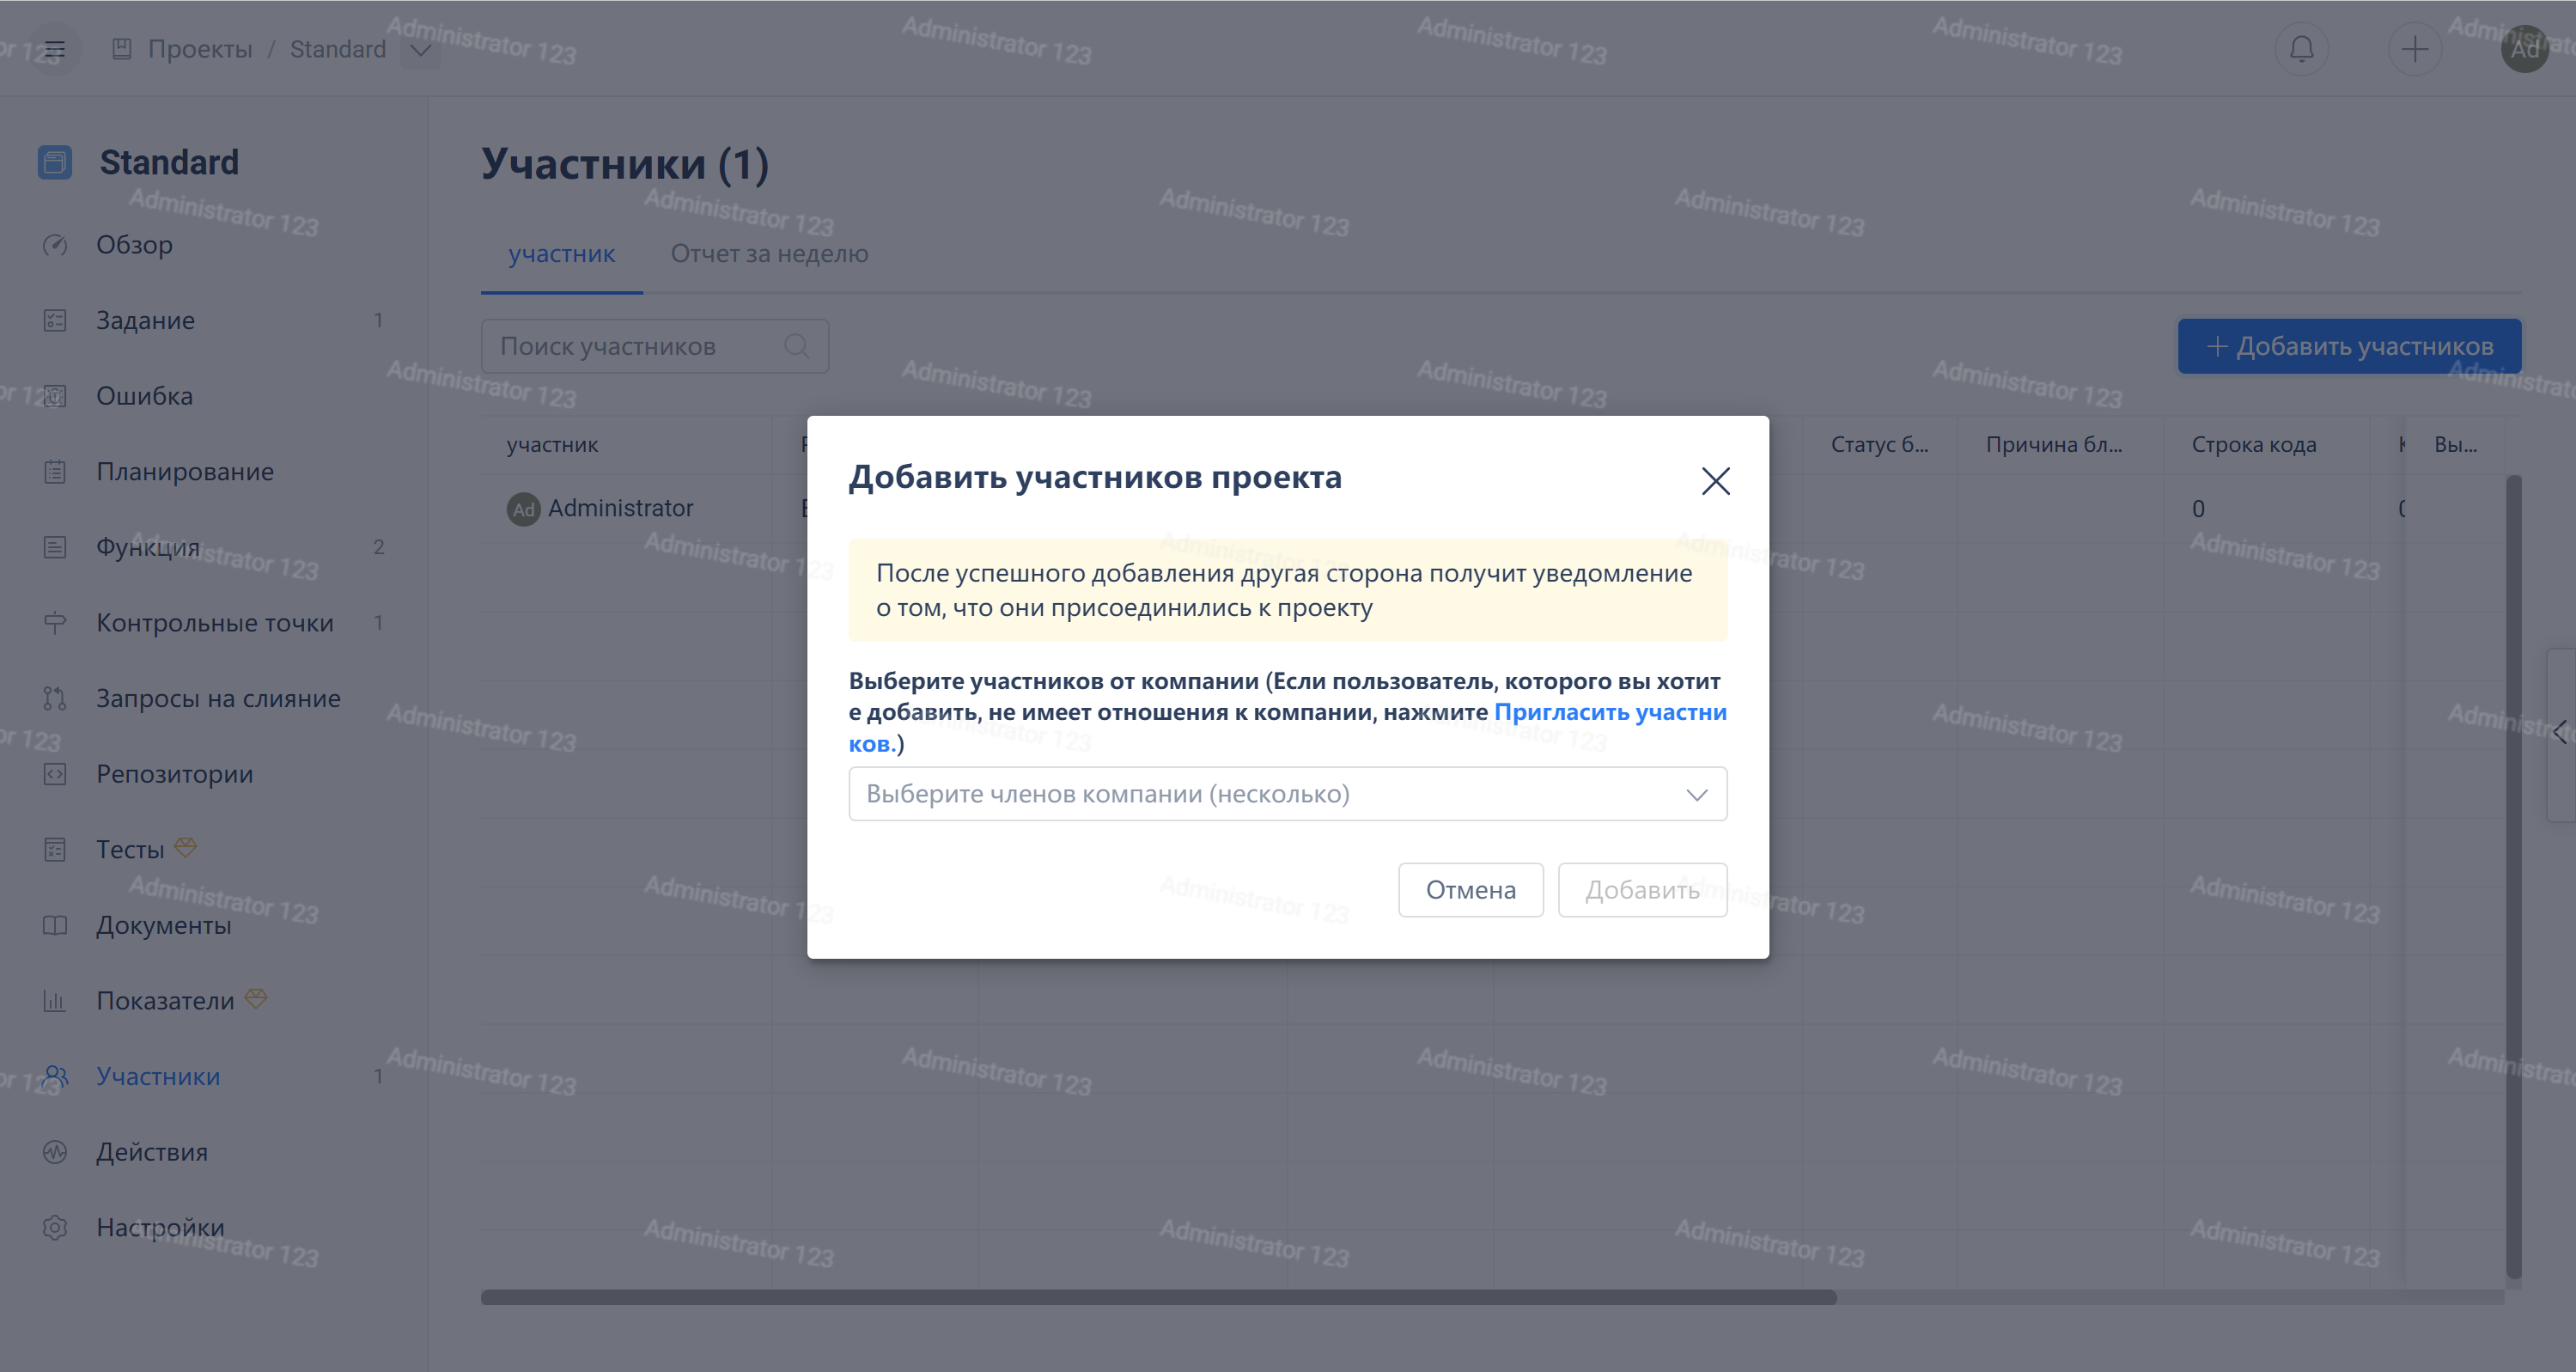 Проекты / Standard
Ad
Standard
Обзор
Задание 1
Ошибка
Планирование
Функция 2
Контрольные точки 1
Запросы на слияние
Репозитории
Тесты
Документы
Показатели
Участники 1
Действия
Настройки
Участники (1)
участник Отчет за неделю
Поиск участников
Добавить участников
участник Статус б... Причина бл... Строка кода Вы...
Ad Administrator 0
Добавить участников проекта
После успешного добавления другая сторона получит уведомление
о том, что они присоединились к проекту
Выберите участников от компании (Если пользователь, которого вы хотит
е добавить, не имеет отношения к компании, нажмите Пригласить участни
ков.)
Выберите членов компании (несколько)
Отмена Добавить
Administrator 123